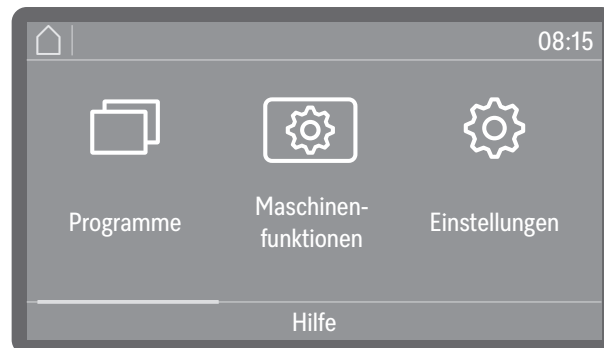 08:15
Programme
Maschinen-
funktionen
Einstellungen
Hilfe